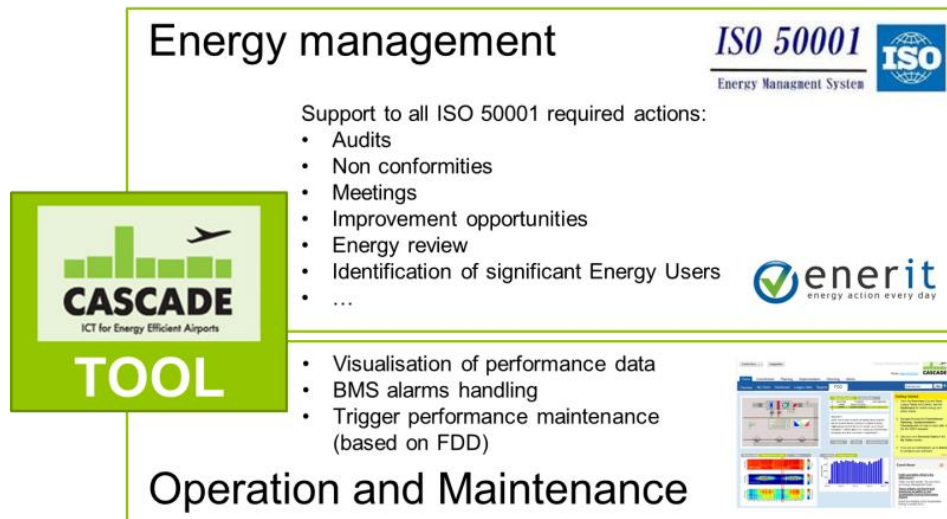 Energy management
ISO 50001
Energy Managment System
ISO
Support to all ISO 50001 required actions:
• Audits
• Non conformities
• Meetings
• Improvement opportunities
• Energy review
• Identification of significant Energy Users
• …
enerit
energy action every day
CASCADE
ICT for Energy Efficient Airports
TOOL
• Visualisation of performance data
• BMS alarms handling
• Trigger performance maintenance
(based on FDD)
CASCADE
FDD
Operation and Maintenance